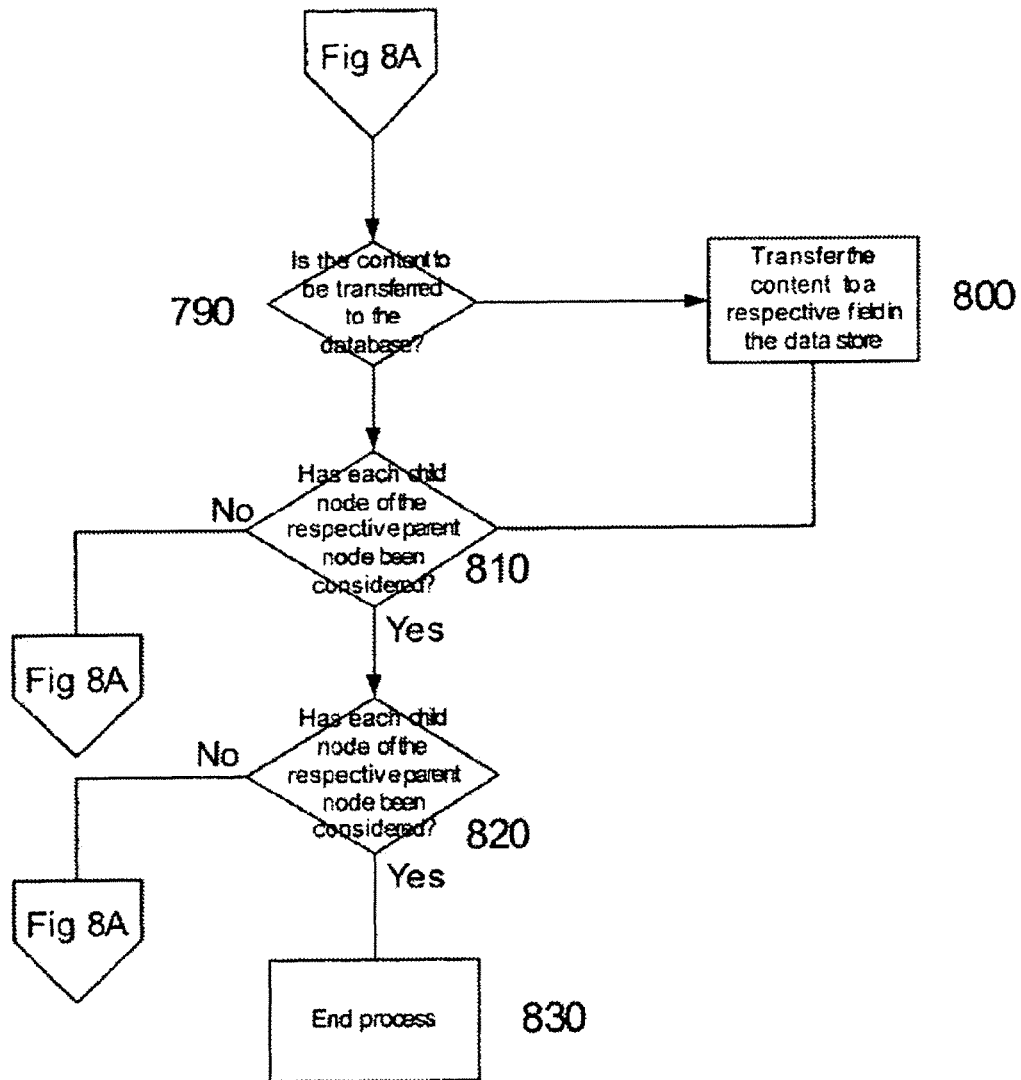 Fig 8A
Is the content to
be transferred
to the
database?
790
Transfer the
content to a
respective field in
the data store
800
Has each child
node of the
respective parent
node been
considered?
No
810
Yes
Fig 8A
Has each child
node of the
respective parent
node been
considered?
No
820
Yes
Fig 8A
End process
830